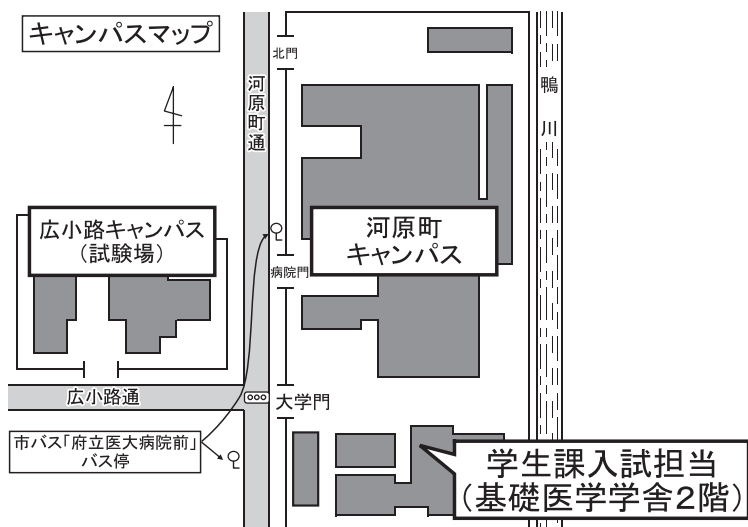 キャンパスマップ
北門
河原町通
鴨川
広小路キャンパス
（試験場）
河原町
キャンパス
病院門
広小路通
大学門
市バス「府立医大病院前」
バス停
学生課入試担当
（基礎医学学舎２階）